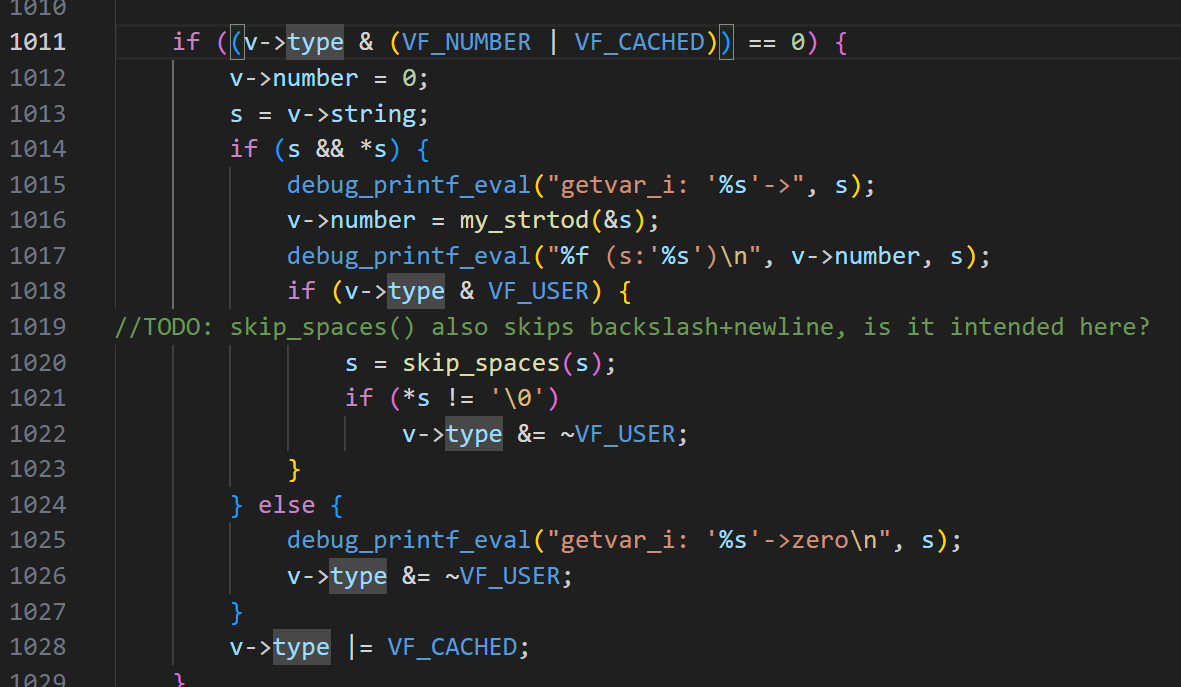 1010
1011 if ((v->type & (VF_NUMBER | VF_CACHED)) == 0) {
1012 v->number = 0;
1013 s = v->string;
1014 if (s && *s) {
1015 debug_printf_eval("getvar_i: '%s'->", s);
1016 v->number = my_strtod(&s);
1017 debug_printf_eval("%f (s:'%s')\n", v->number, s);
1018 if (v->type & VF_USER) {
1019 //TODO: skip_spaces() also skips backslash+newline, is it intended here?
1020 s = skip_spaces(s);
1021 if (*s != '\0')
1022 v->type &= ~VF_USER;
1023 }
1024 } else {
1025 debug_printf_eval("getvar_i: '%s'->zero\n", s);
1026 v->type &= ~VF_USER;
1027 }
1028 v->type |= VF_CACHED;
1029 }